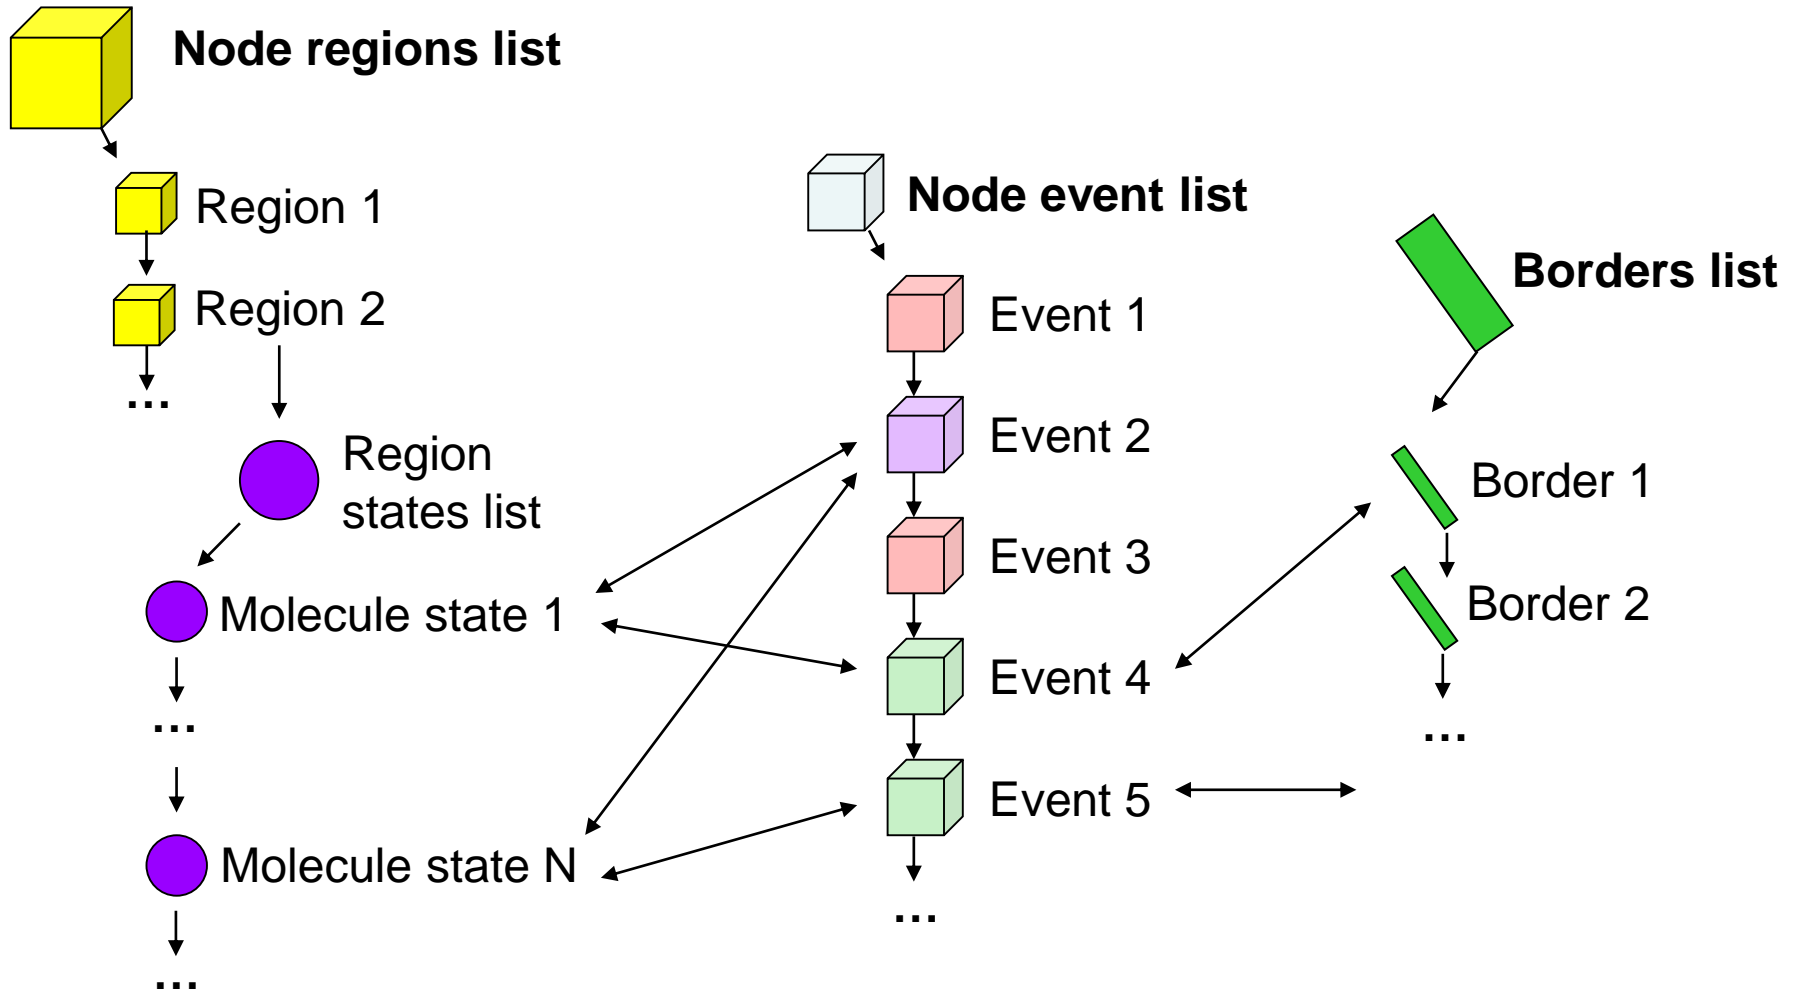 Node regions list
Region 1
Region 2
…
Region
states list
Molecule state 1
…
Molecule state N
…
Node event list
Event 1
Event 2
Event 3
Event 4
Event 5
…
Borders list
Border 1
Border 2
…